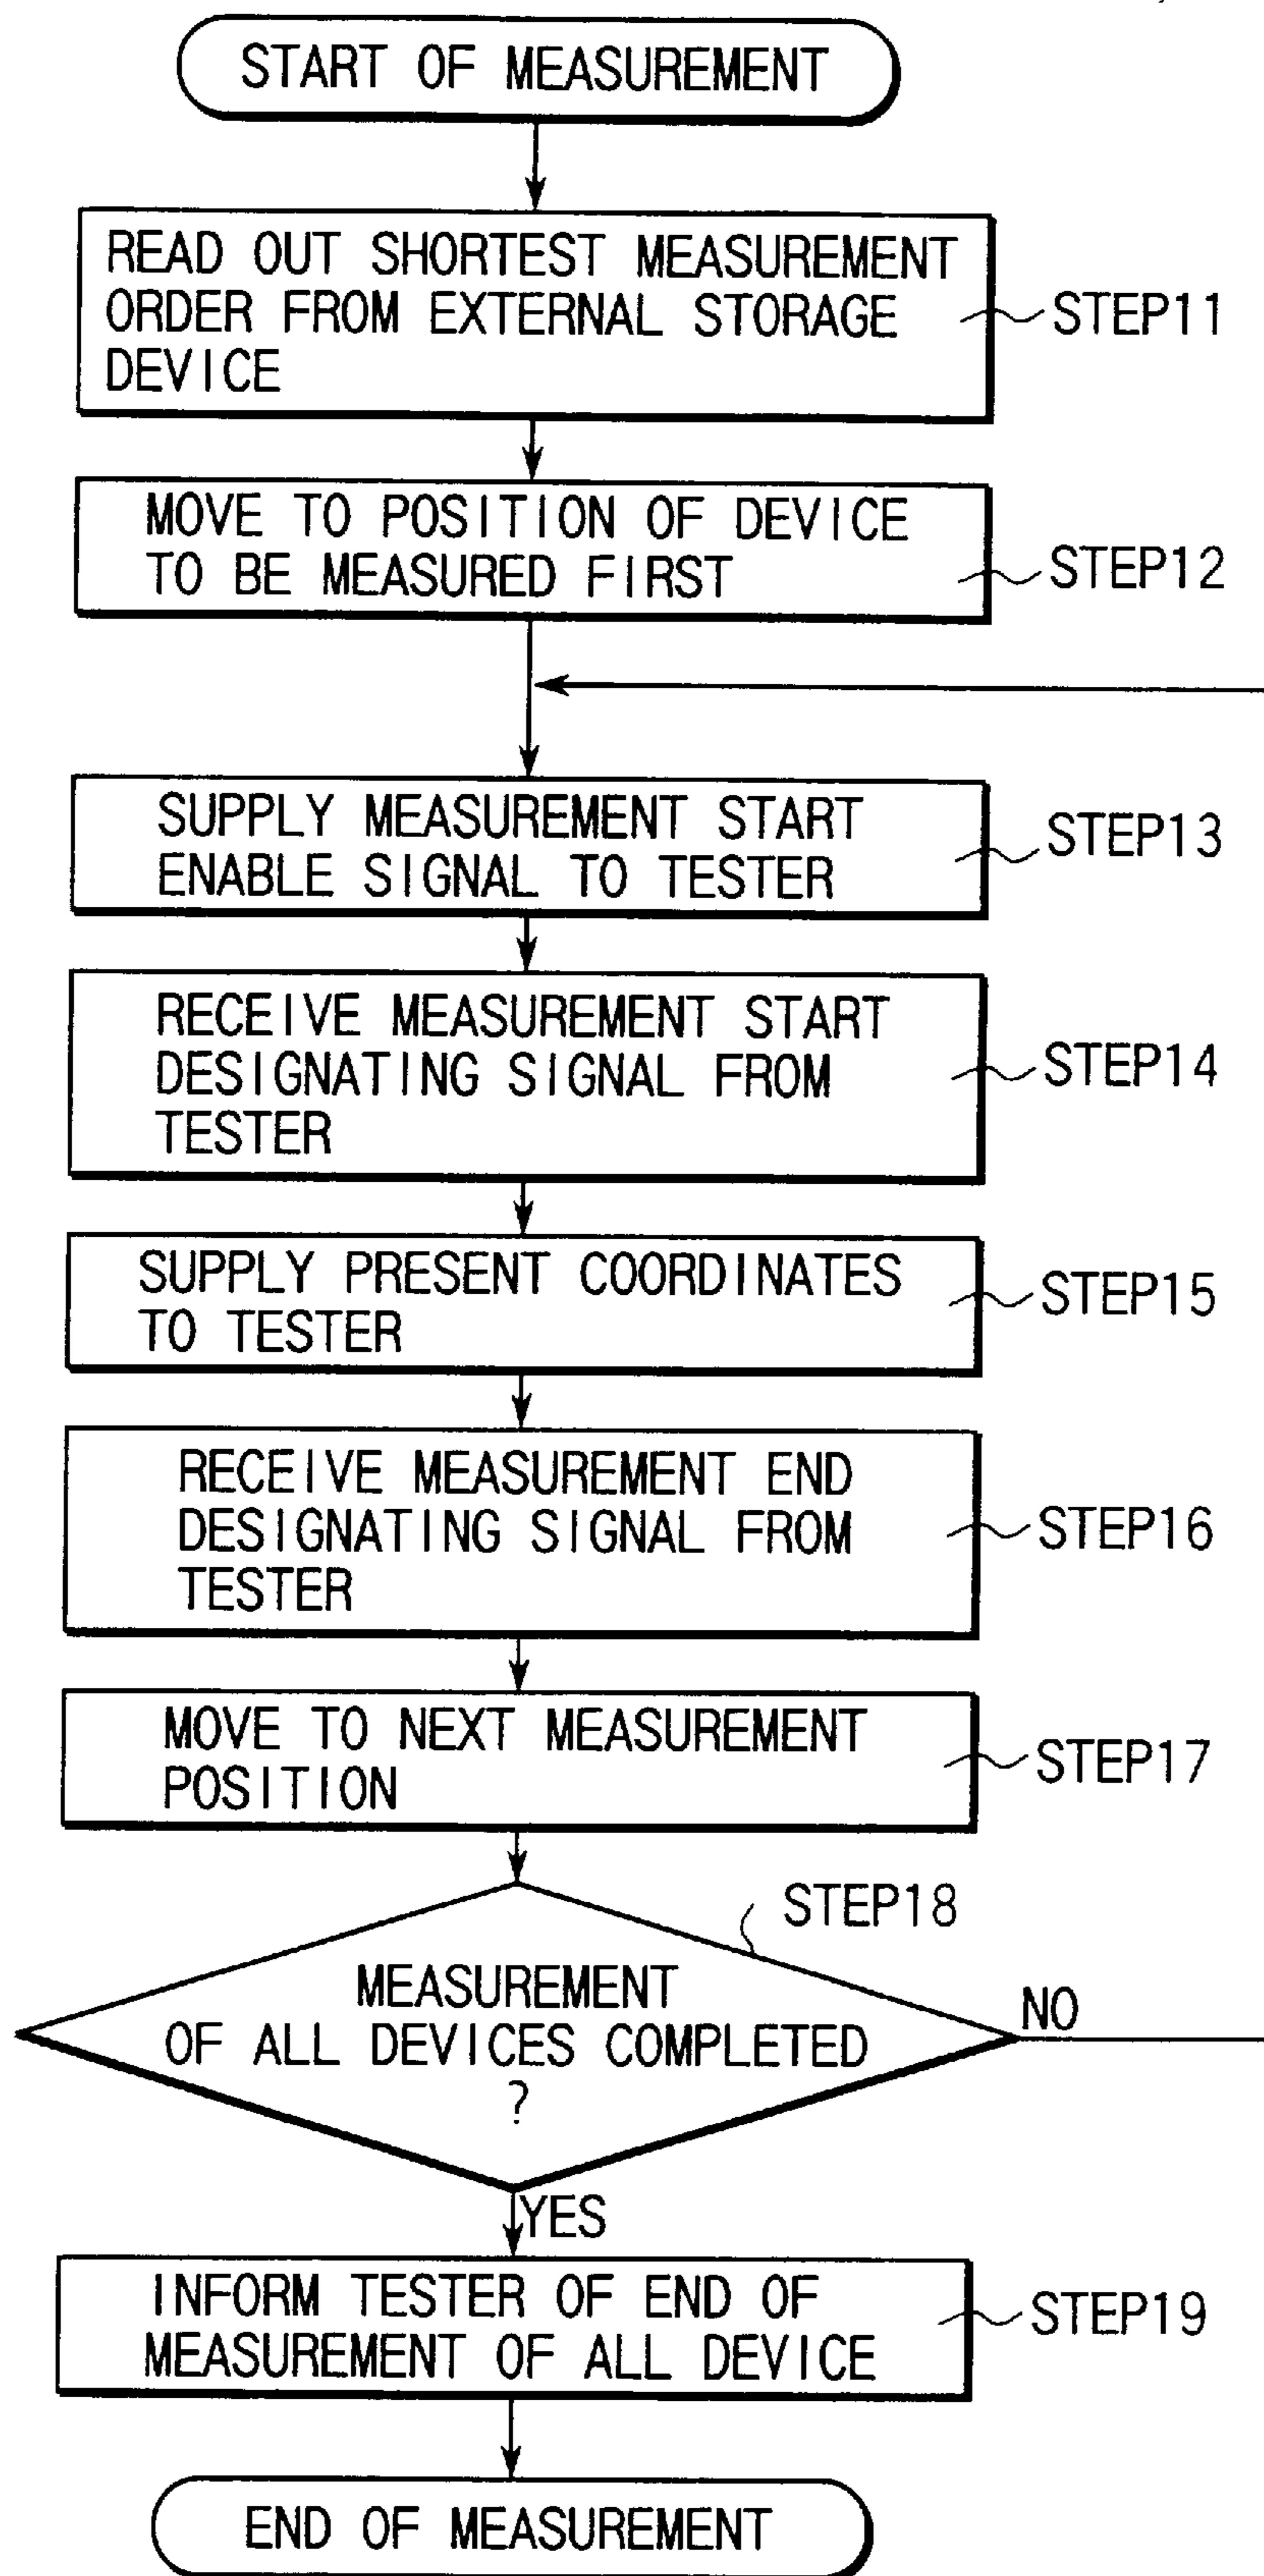 START OF MEASUREMENT
READ OUT SHORTEST MEASUREMENT
ORDER FROM EXTERNAL STORAGE
DEVICE
STEP11
MOVE TO POSITION OF DEVICE
TO BE MEASURED FIRST
STEP12
SUPPLY MEASUREMENT START
ENABLE SIGNAL TO TESTER
STEP13
RECEIVE MEASUREMENT START
DESIGNATING SIGNAL FROM
TESTER
STEP14
SUPPLY PRESENT COORDINATES
TO TESTER
STEP15
RECEIVE MEASUREMENT END
DESIGNATING SIGNAL FROM
TESTER
STEP16
MOVE TO NEXT MEASUREMENT
POSITION
STEP17
STEP18
MEASUREMENT
OF ALL DEVICES COMPLETED
?
NO
YES
INFORM TESTER OF END OF
MEASUREMENT OF ALL DEVICE
STEP19
END OF MEASUREMENT